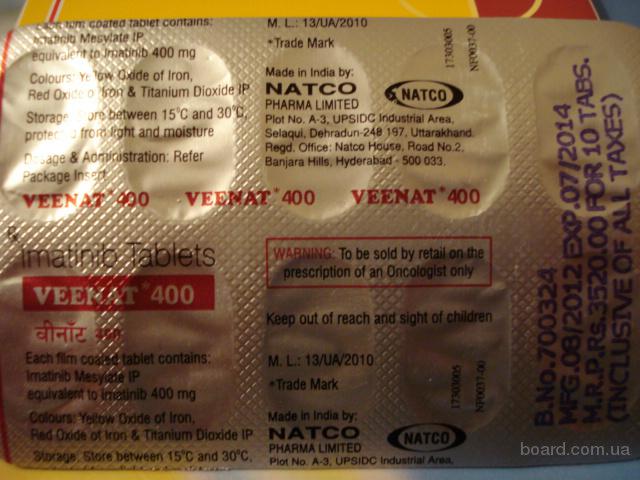 Each film coated tablet contains:
Imatinib Mesylate IP
equivalent to Imatinib 400 mg
Colours: Yellow Oxide of Iron,
Red Oxide of Iron & Titanium Dioxide IP
Storage: Store between 15°C and 30°C,
protected from light and moisture
Dosage & Administration: Refer
Package Insert
M. L.: 13/UA/2010
*Trade Mark
Made in India by:
NATCO
PHARMA LIMITED
Plot No. A-3, UPSIDC Industrial Area,
Selaqui, Dehradun-248 197, Uttarakhand.
Regd. Office: Natco House, Road No.2,
Banjara Hills, Hyderabad - 500 033.
NATCO
17303005
NF0037-00
VEENAT*400 VEENAT*400 VEENAT*400
Rx
Imatinib Tablets
VEENAT*400
वीनॉट 400
Each film coated tablet contains:
Imatinib Mesylate IP
equivalent to Imatinib 400 mg
Colours: Yellow Oxide of Iron,
Red Oxide of Iron & Titanium Dioxide IP
Storage: Store between 15°C and 30°C,
WARNING: To be sold by retail on the
prescription of an Oncologist only
Keep out of reach and sight of children
M. L.: 13/UA/2010
*Trade Mark
Made in India by:
NATCO
PHARMA LIMITED
Plot No. A-3, UPSIDC Industrial Area,
NATCO
17303005
NF0037-00
B.No.700324
MFG.08/2012 EXP.07/2014
M.R.P.Rs.3520.00 FOR 10 TABS.
(INCLUSIVE OF ALL TAXES)
board.com.ua